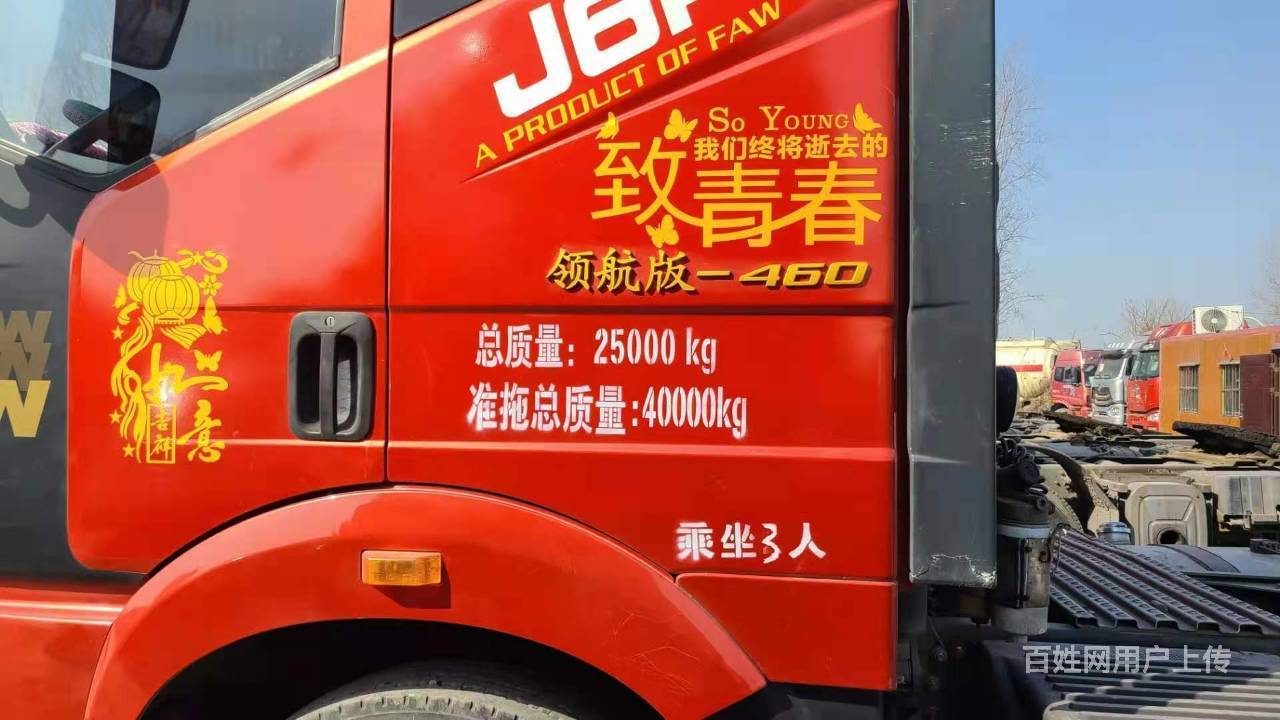 J6P
A PRODUCT OF FAW
So Young
我们终将逝去的
致青春
领航版-460
总质量: 25000 kg
准拖总质量:40000kg
乘坐3人
如意
吉祥
W
W
W
百姓网用户上传